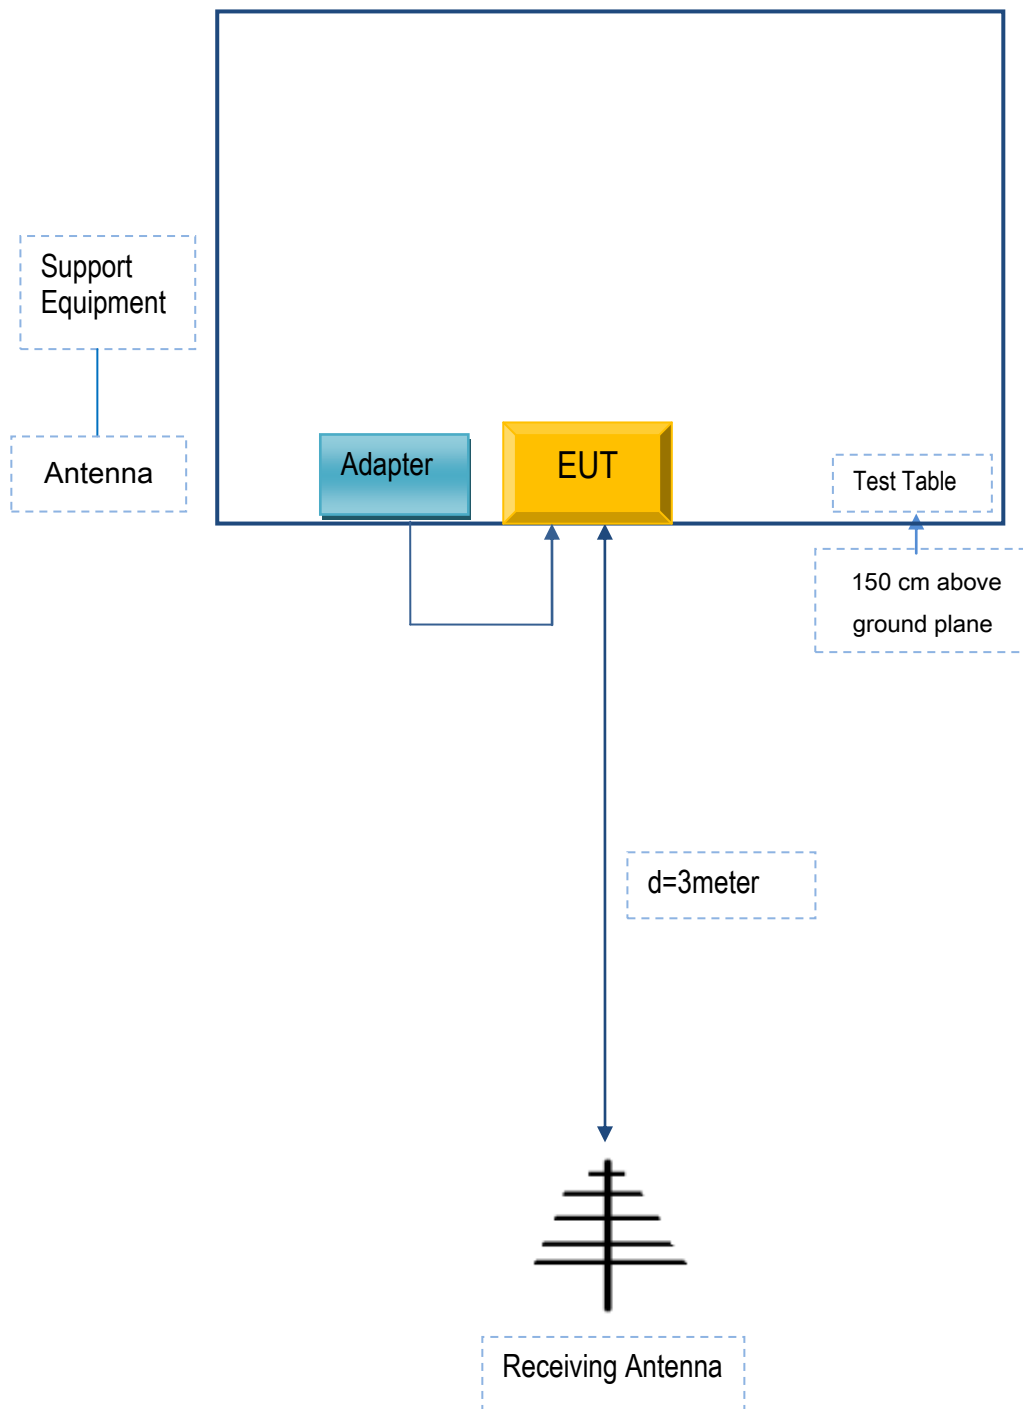 Support
Equipment
Antenna
Adapter
EUT
Test Table
150 cm above
ground plane
d=3meter
Receiving Antenna